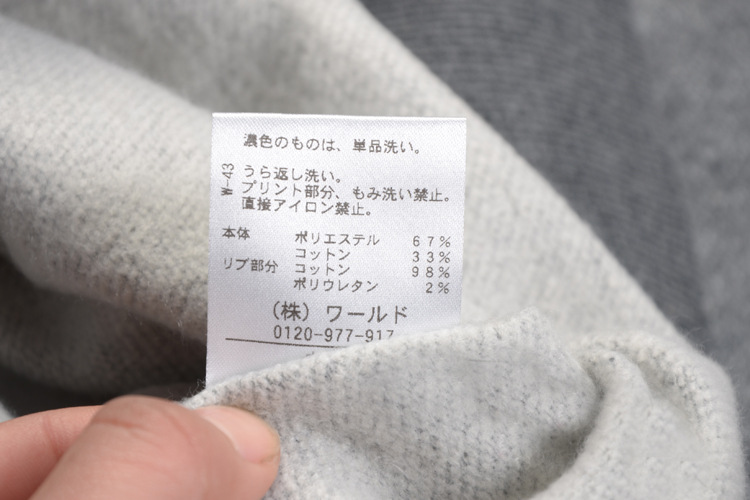 濃色のものは、単品洗い。
W-43
うら返し洗い。
プリント部分、もみ洗い禁止。
直接アイロン禁止。
本体 ポリエステル 67%
コットン 33%
リブ部分 コットン 98%
ポリウレタン 2%
(株) ワールド
0120-977-917